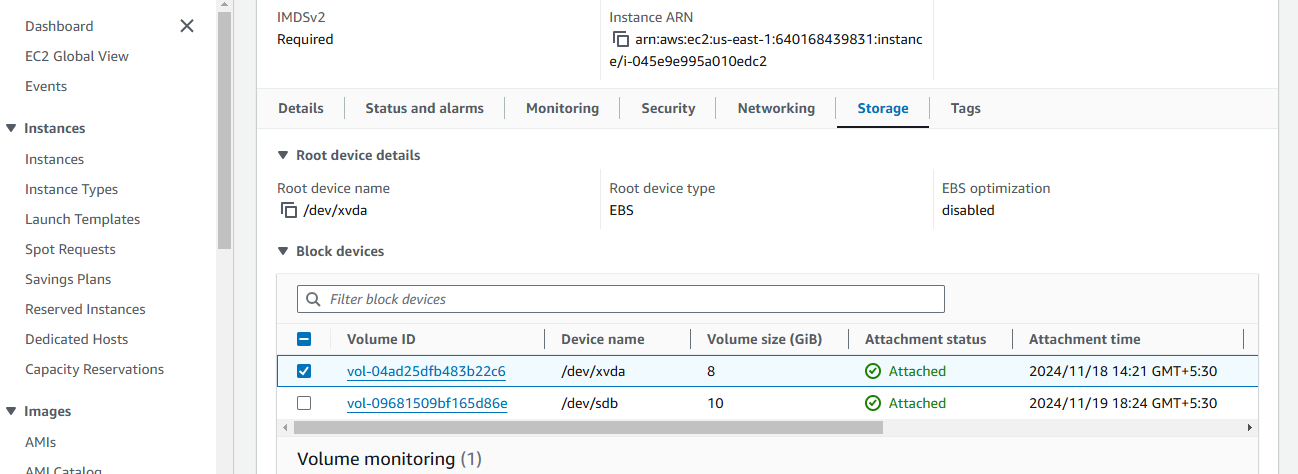 Dashboard
EC2 Global View
Events
Instances
Instances
Instance Types
Launch Templates
Spot Requests
Savings Plans
Reserved Instances
Dedicated Hosts
Capacity Reservations
Images
AMIs
AMI Catalog
IMDSv2
Required
Instance ARN
arn:aws:ec2:us-east-1:640168439831:instanc
e/i-045e9e995a010edc2
Details Status and alarms Monitoring Security Networking Storage Tags
Root device details
Root device name Root device type EBS optimization
/dev/xvda EBS disabled
Block devices
Filter block devices
Volume ID Device name Volume size (GiB) Attachment status Attachment time
vol-04ad25dfb483b22c6 /dev/xvda 8 Attached 2024/11/18 14:21 GMT+5:30
vol-09681509bf165d86e /dev/sdb 10 Attached 2024/11/19 18:24 GMT+5:30
Volume monitoring (1)